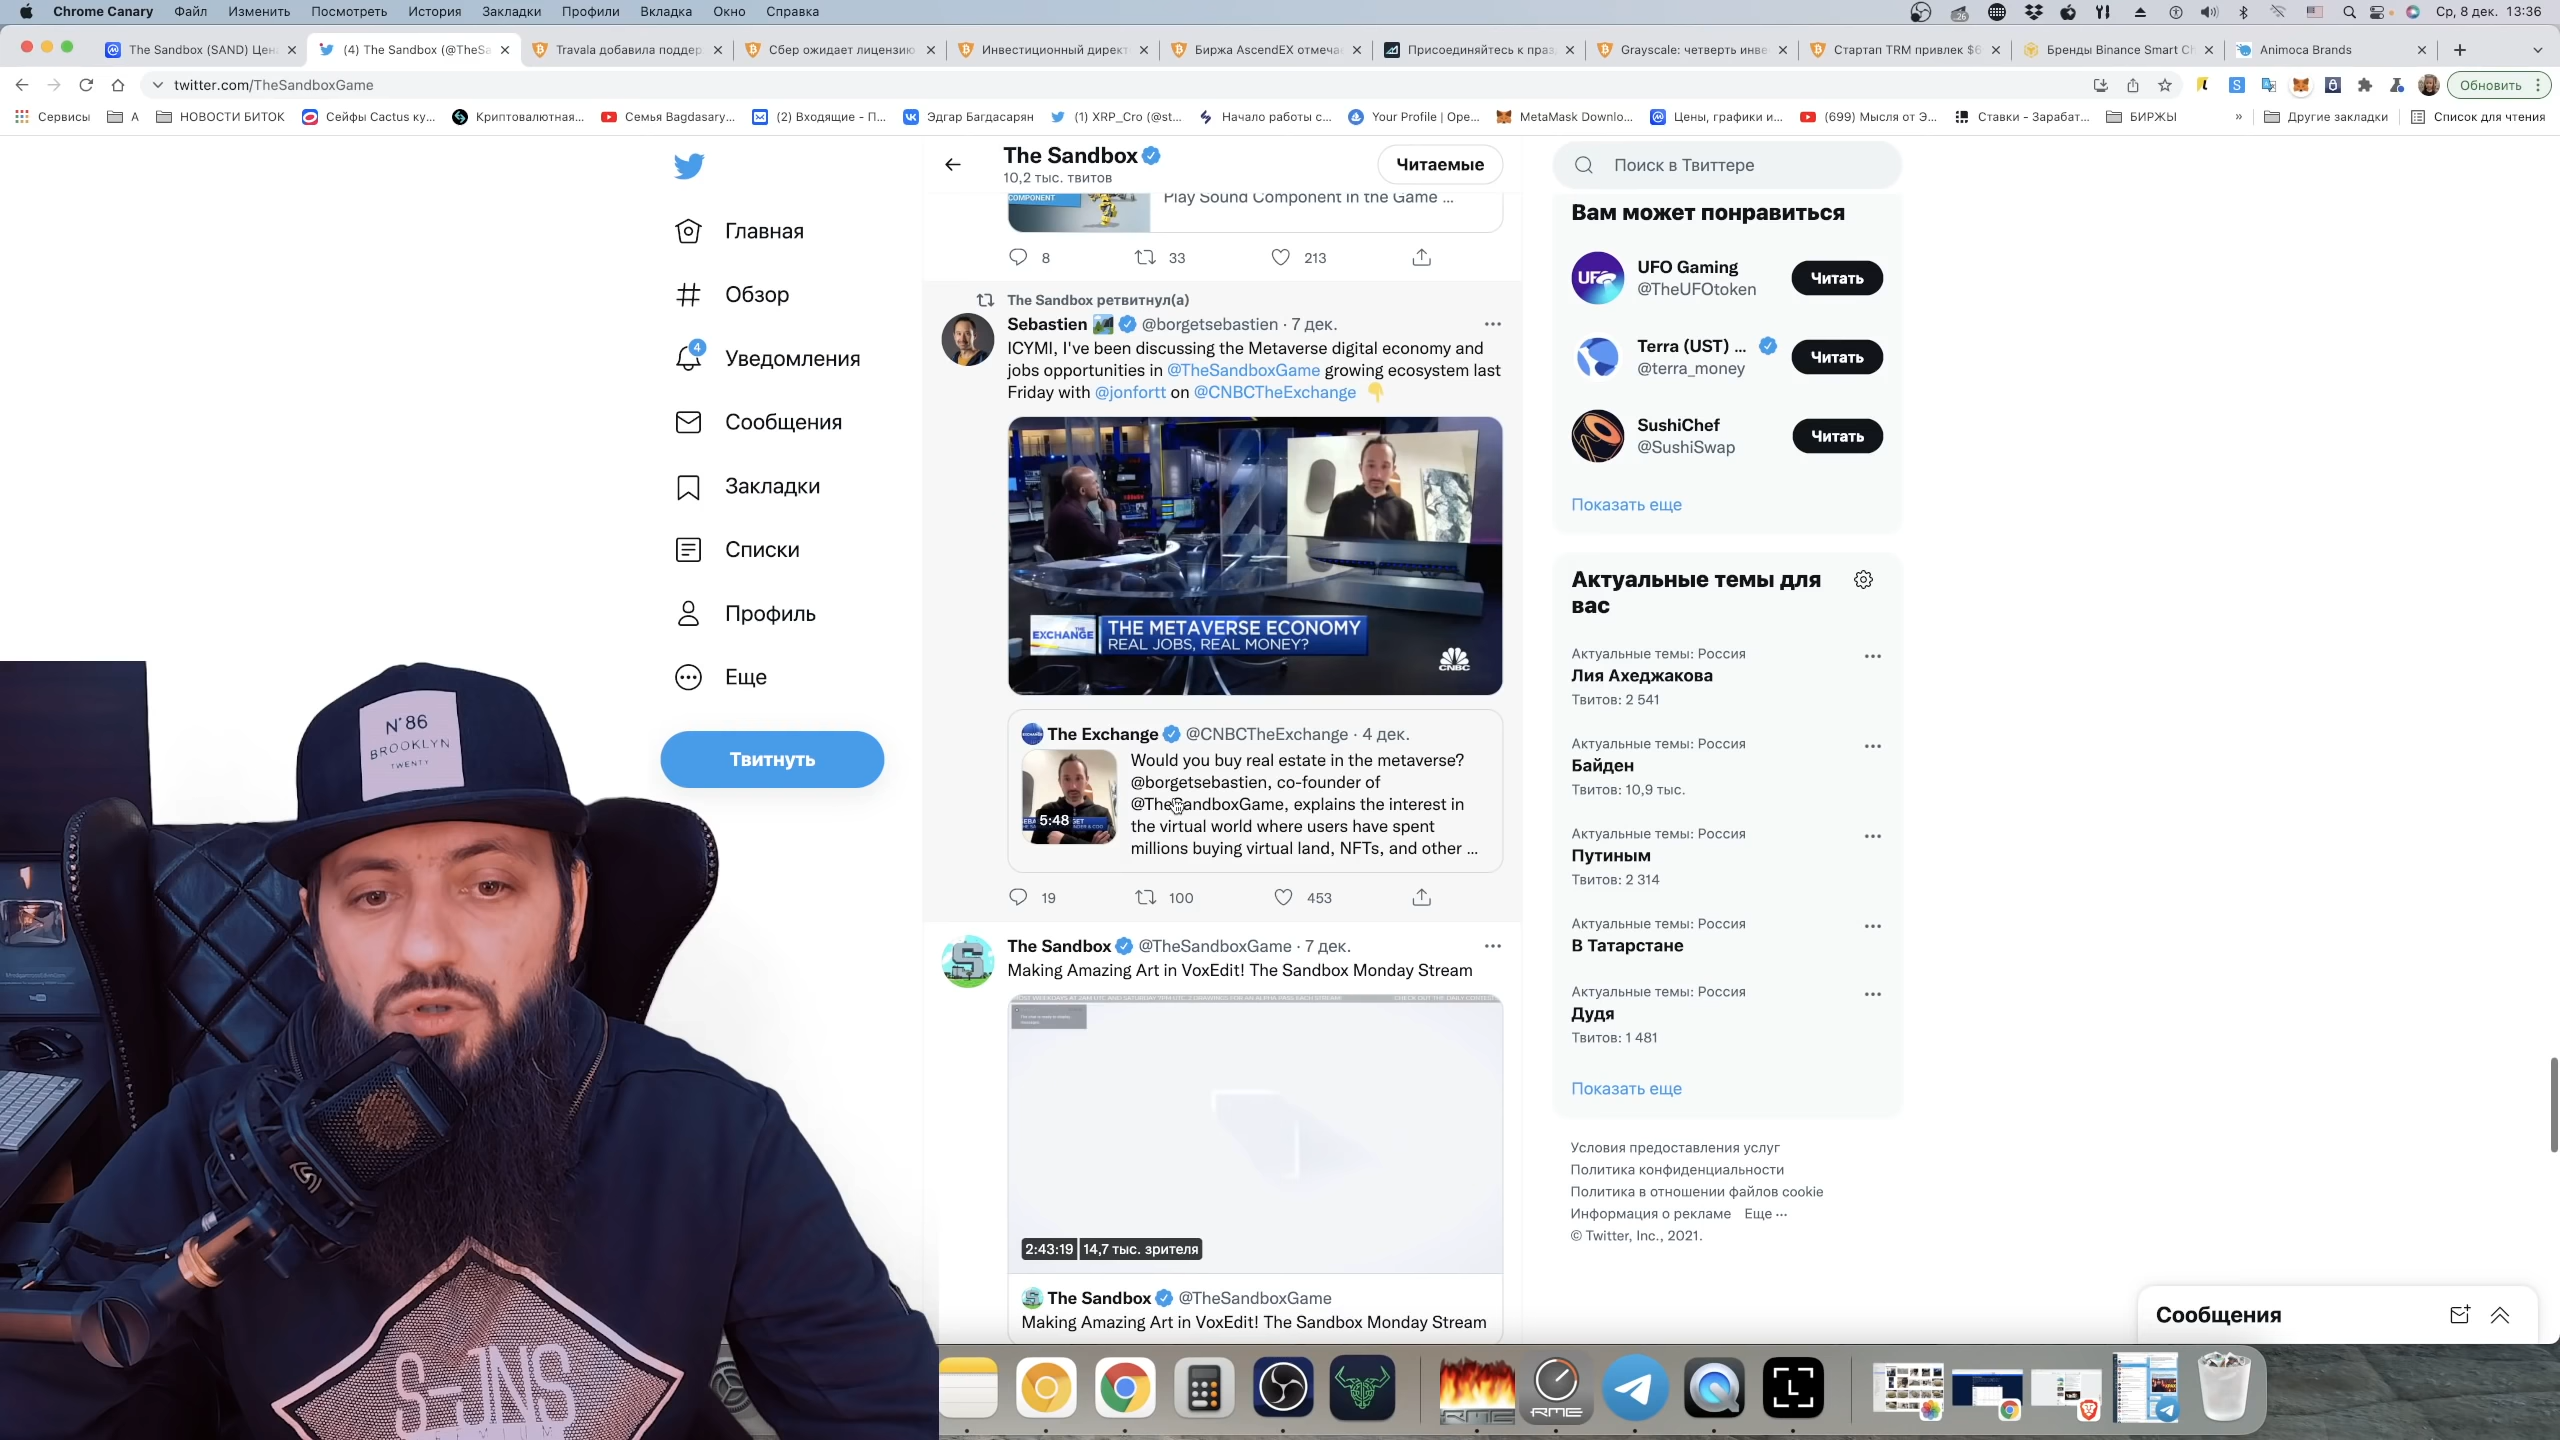 Chrome Canary Файл Изменить Посмотреть История Закладки Профили Вкладка Окно Справка
Ср, 8 дек. 13:36
The Sandbox (SAND) Цен
(4) The Sandbox (@TheSa
Travala добавила поддер
Сбер ожидает лицензию
Инвестиционный директ
Биржа AscendEX отмеча
Присоединяйтесь к праз
Grayscale: четверть инве
Стартап TRM привлек $6
Бренды Binance Smart Ch
Animoca Brands
twitter.com/TheSandboxGame
Обновить
Сервисы
А
НОВОСТИ БИТОК
Сейфы Cactus ку...
Криптовалютная...
Семья Bagdasary...
(2) Входящие - П...
Эдгар Багдасарян
(1) XRP_Cro (@st...
Начало работы с...
Your Profile | Ope...
MetaMask Downlo...
Цены, графики и...
(699) Мысля от Э...
Ставки - Зарабат...
БИРЖЫ
»
Другие закладки
Список для чтения
Главная
Обзор
4
Уведомления
Сообщения
Закладки
Списки
Профиль
Еще
Твитнуть
The Sandbox
10,2 тыс. твитов
Читаемые
COMPONENT
Play Sound Component in the Game ...
8 33 213
The Sandbox ретвитнул(а)
Sebastien @borgetsebastien · 7 дек.
ICYMI, I've been discussing the Metaverse digital economy and
jobs opportunities in @TheSandboxGame growing ecosystem last
Friday with @jonfortt on @CNBCTheExchange
THE
EXCHANGE
THE METAVERSE ECONOMY
REAL JOBS, REAL MONEY?
CNBC
The Exchange @CNBCTheExchange · 4 дек.
Would you buy real estate in the metaverse?
@borgetsebastien, co-founder of
@TheSandboxGame, explains the interest in
the virtual world where users have spent
millions buying virtual land, NFTs, and other ...
5:48
19 100 453
The Sandbox @TheSandboxGame · 7 дек.
Making Amazing Art in VoxEdit! The Sandbox Monday Stream
2:43:19 14,7 тыс. зрителя
The Sandbox @TheSandboxGame
Making Amazing Art in VoxEdit! The Sandbox Monday Stream
Поиск в Твиттере
Вам может понравиться
UFO
UFO Gaming
@TheUFOtoken
Читать
Terra (UST) ...
@terra_money
Читать
SushiChef
@SushiSwap
Читать
Показать еще
Актуальные темы для
вас
Актуальные темы: Россия
Лия Ахеджакова
Твитов: 2 541
Актуальные темы: Россия
Байден
Твитов: 10,9 тыс.
Актуальные темы: Россия
Путиным
Твитов: 2 314
Актуальные темы: Россия
В Татарстане
Актуальные темы: Россия
Дудя
Твитов: 1 481
Показать еще
Условия предоставления услуг
Политика конфиденциальности
Политика в отношении файлов cookie
Информация о рекламе Еще ···
© Twitter, Inc., 2021.
Сообщения
N°86
BROOKLYN
TWENTY
S-JNS
RME
RME